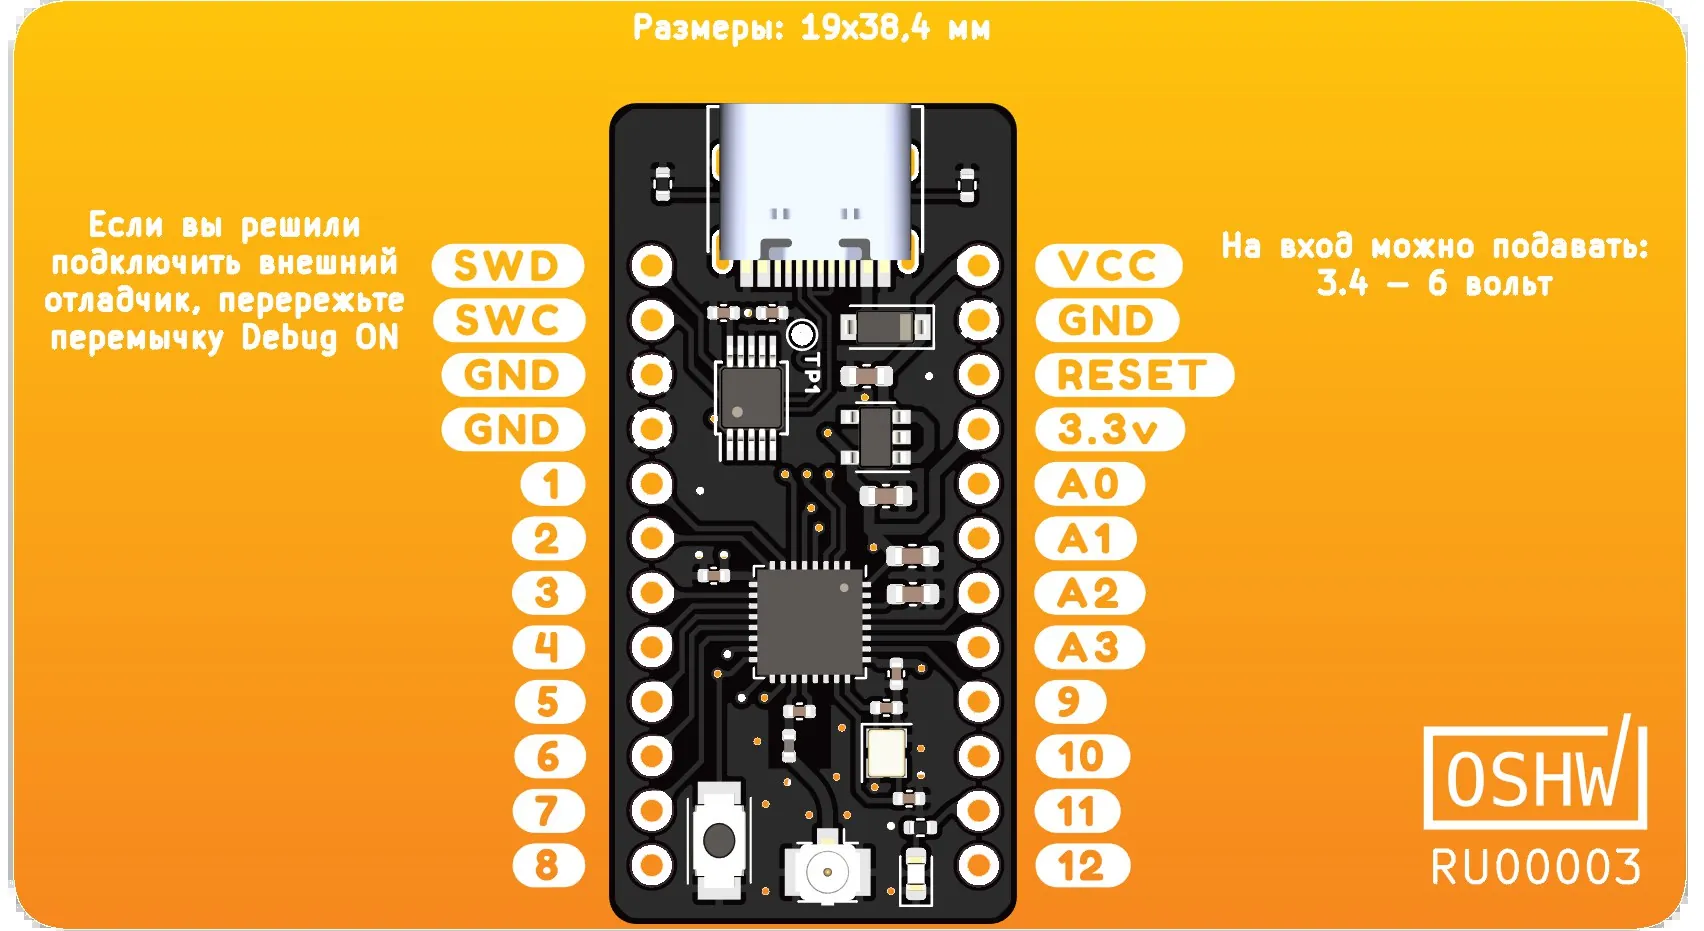 Размеры: 19x38,4 мм
Если вы решили
подключить внешний
отладчик, перережьте
перемычку Debug ON
На вход можно подавать:
3.4 – 6 вольт
SWD
SWC
GND
GND
1
2
3
4
5
6
7
8
TP1
VCC
GND
RESET
3.3v
A0
A1
A2
A3
9
10
11
12
OSHW
RU00003